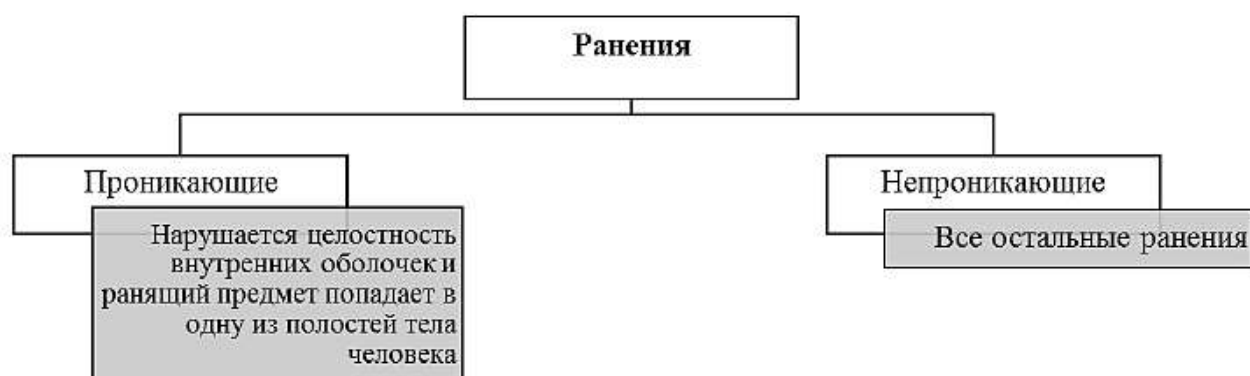 Ранения
Проникающие
Непроникающие
Нарушается целостность
внутренних оболочек и
ранящий предмет попадает в
одну из полостей тела
человека
Все остальные ранения